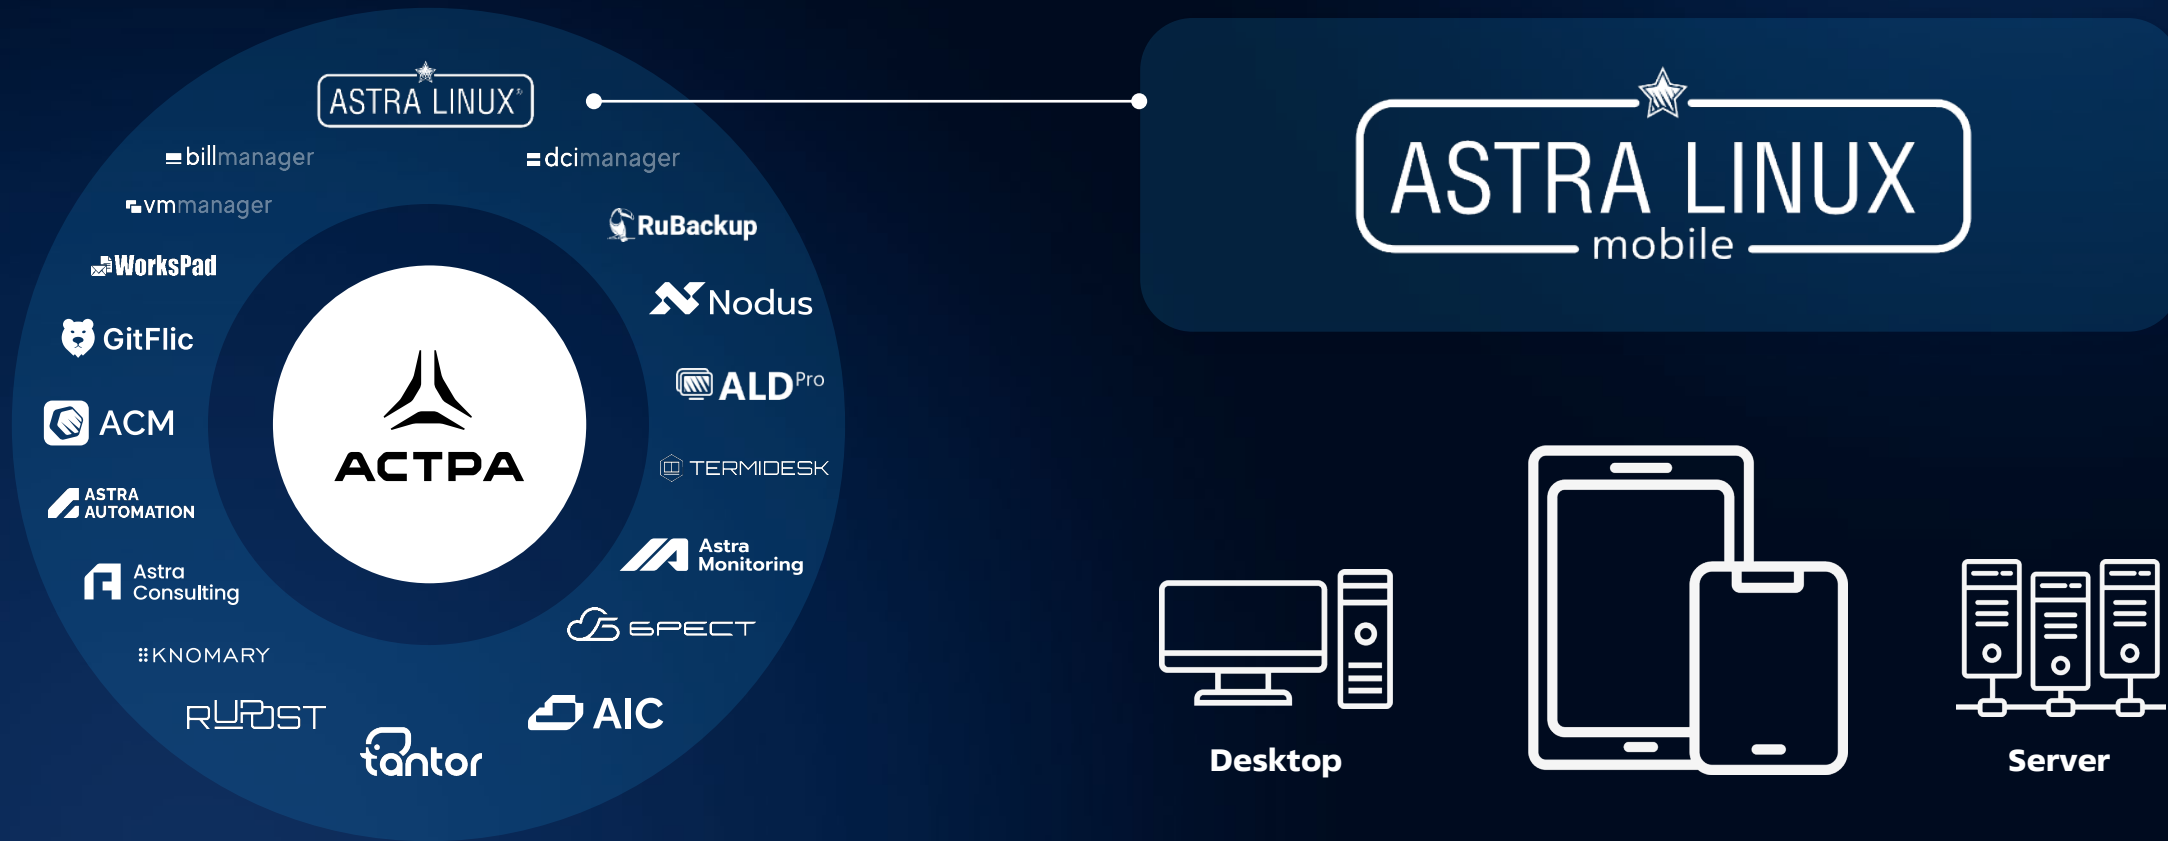 ASTRA LINUX®
billmanager
dcimanager
vmmanager
RuBackup
WorksPad
Nodus
GitFlic
ALD Pro
ACM
АСТРА
TERMIDESK
ASTRA
AUTOMATION
Astra
Monitoring
Astra
Consulting
БРЕСТ
KNOMARY
RUPOST
AIC
tantor
ASTRA LINUX
mobile
Desktop
Server